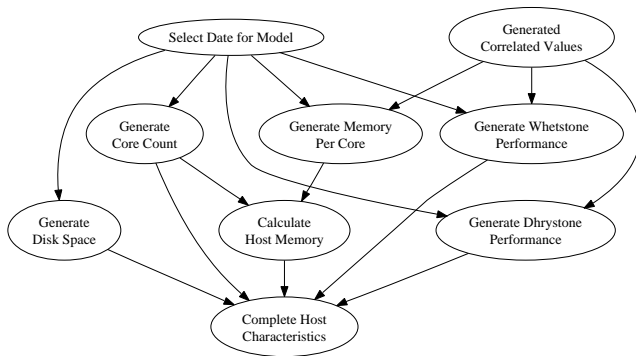 Select Date for Model
Generated
Correlated Values
Generate
Core Count
Generate Memory
Per Core
Generate Whetstone
Performance
Generate
Disk Space
Calculate
Host Memory
Generate Dhrystone
Performance
Complete Host
Characteristics